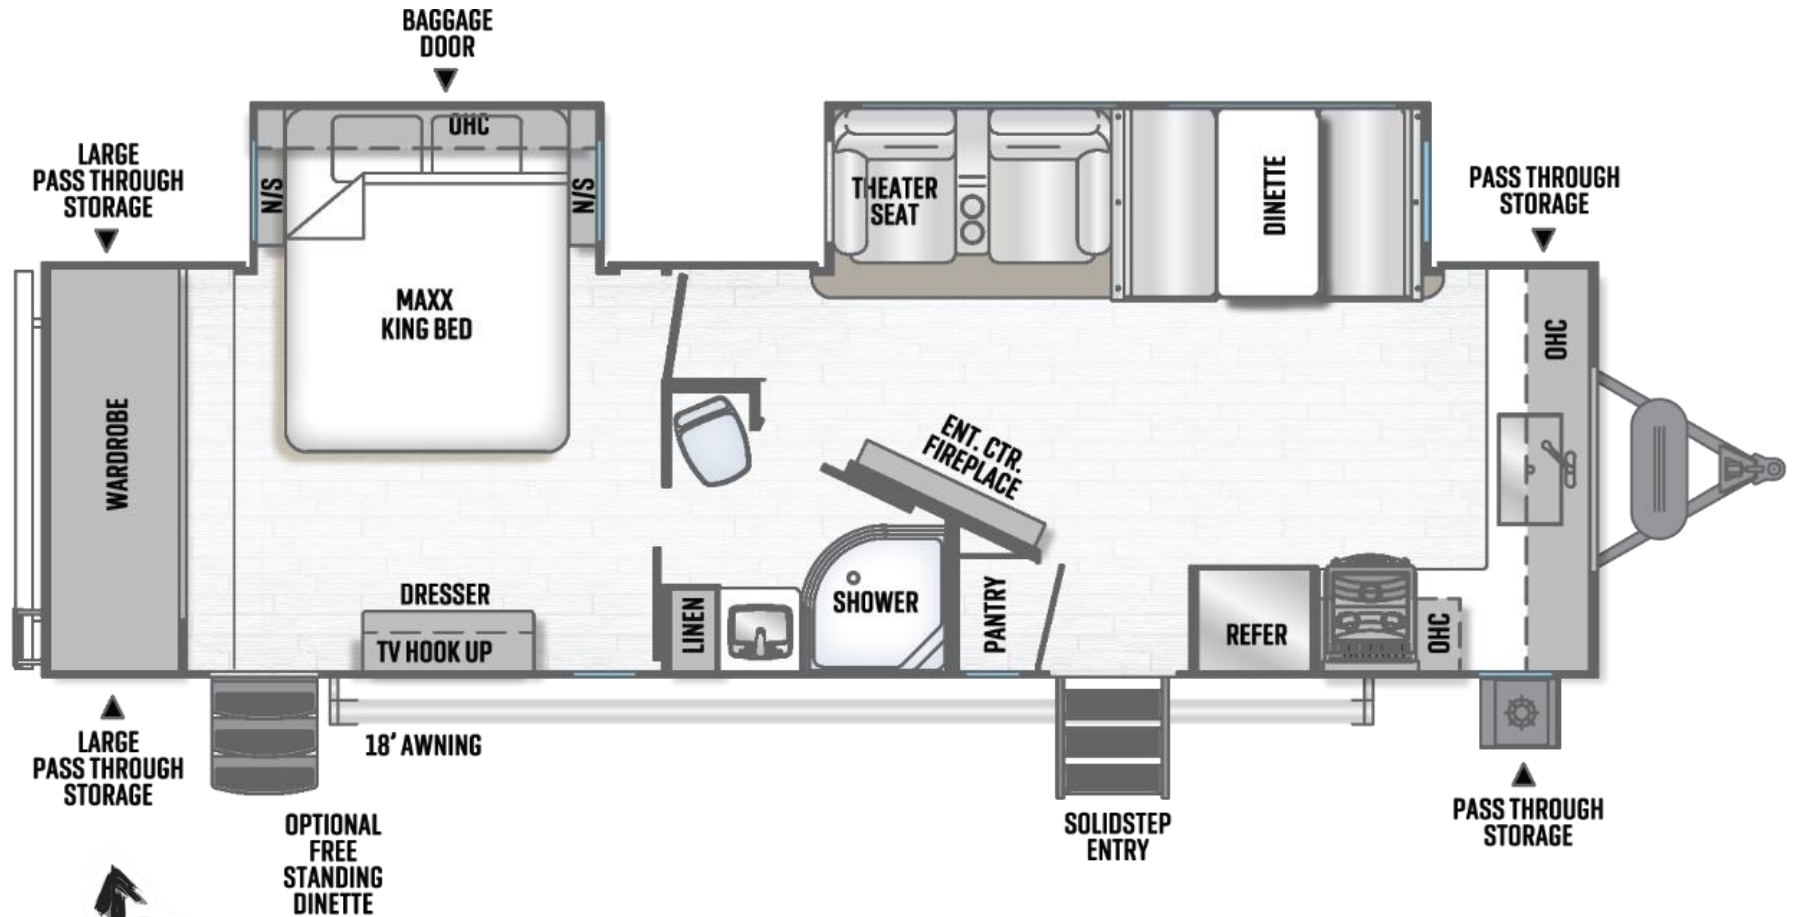 BAGGAGE
DOOR
LARGE
PASS THROUGH
STORAGE
OHC
N/S
N/S
MAXX
KING BED
WARDROBE
DRESSER
TV HOOK UP
THEATER
SEAT
DINETTE
PASS THROUGH
STORAGE
OHC
ENT. CTR.
FIREPLACE
LINEN
SHOWER
PANTRY
REFER
OHC
LARGE
PASS THROUGH
STORAGE
18' AWNING
OPTIONAL
FREE
STANDING
DINETTE
SOLIDSTEP
ENTRY
PASS THROUGH
STORAGE